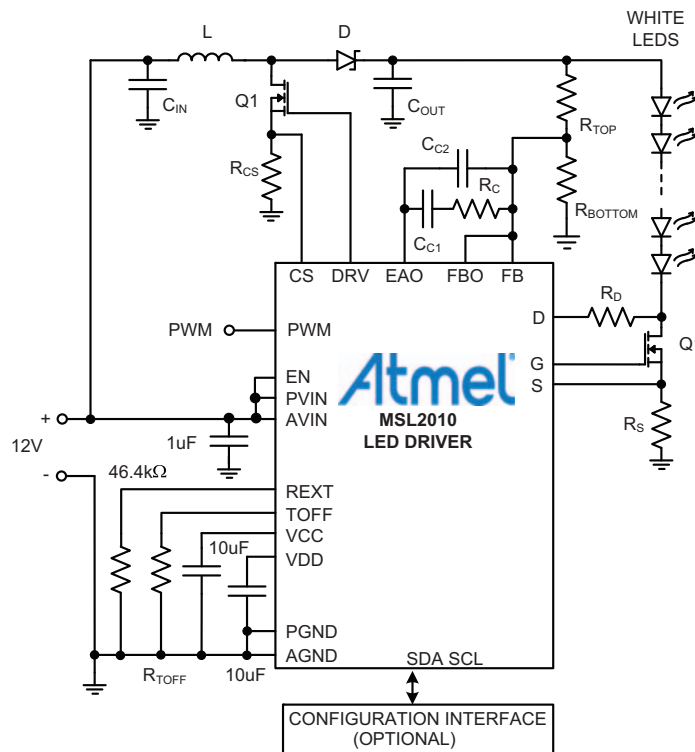 L
D
WHITE
LEDS
CIN
Q1
COUT
RTOP
RCS
CC2
RC
CC1
RBOTTOM
CS DRV EAO FBO FB
RD
D
PWM PWM
Q
G
EN
PVIN
S
AVIN
Atmel
MSL2010
LED DRIVER
+
12V
-
1uF
RS
46.4kΩ
REXT
TOFF
VCC
10uF
VDD
PGND
AGND
RTOFF
10uF
SDA SCL
CONFIGURATION INTERFACE
(OPTIONAL)